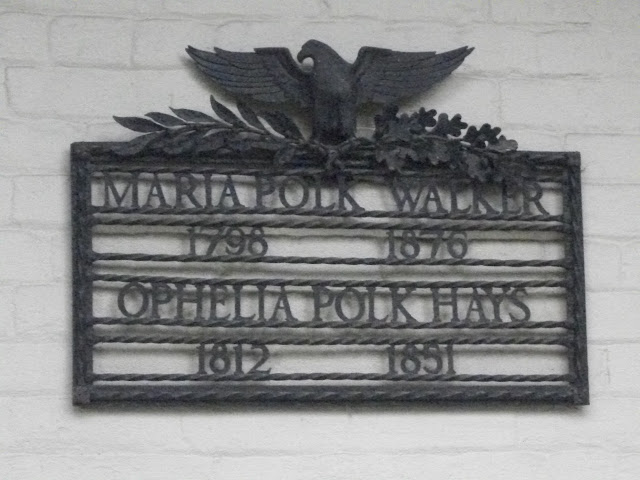 MARIA POLK WALKER
1798 1876
OPHELIA POLK HAYS
1812 1851